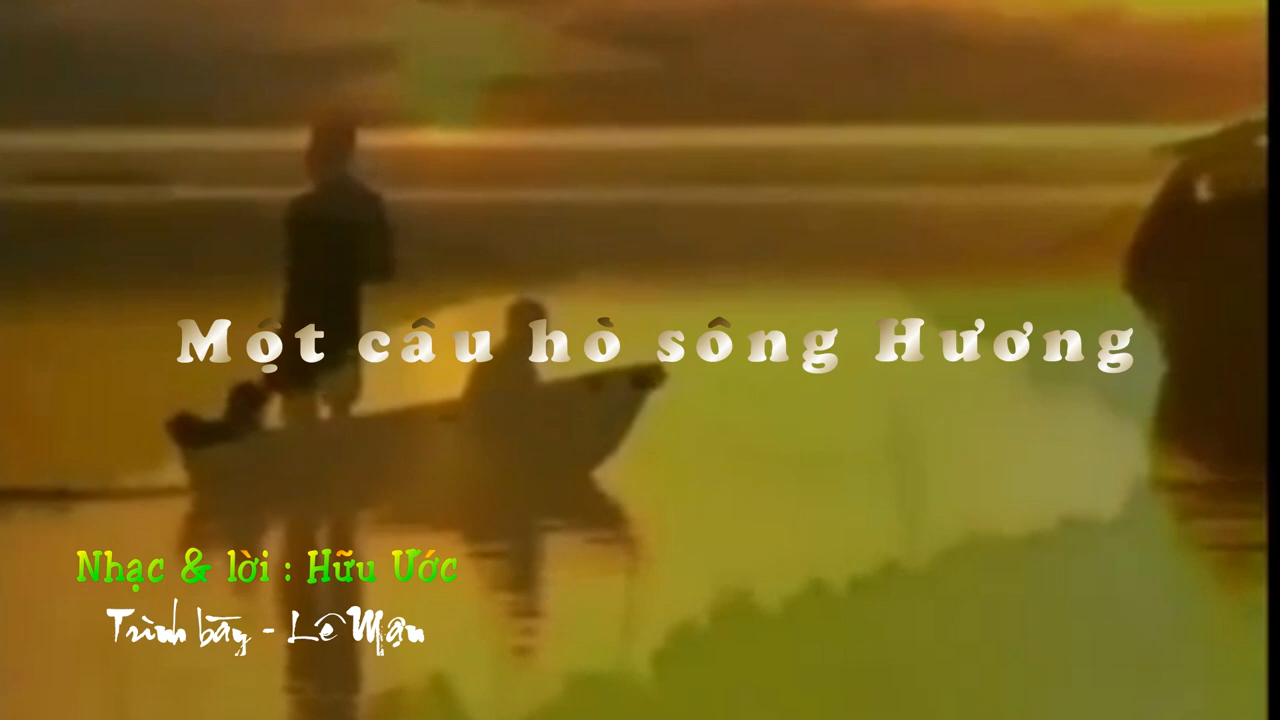 Một câu hò sông Hương
Nhạc & lời : Hữu Ước
Trình bày - Lê Mận